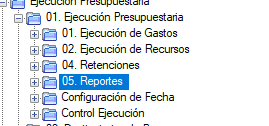 Ejecución Presupuestaria
01. Ejecución Presupuestaria
01. Ejecución de Gastos
02. Ejecución de Recursos
04. Retenciones
05. Reportes
Configuración de Fecha
Control Ejecución